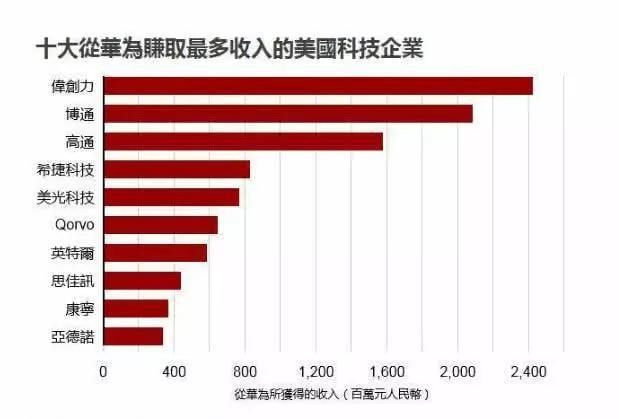 十大從華為賺取最多收入的美國科技企業
偉創力
博通
高通
希捷科技
美光科技
Qorvo
英特爾
思佳訊
康寧
亞德諾
0 400 800 1,200 1,600 2,000 2,400
從華為所獲得的收入（百萬元人民幣）